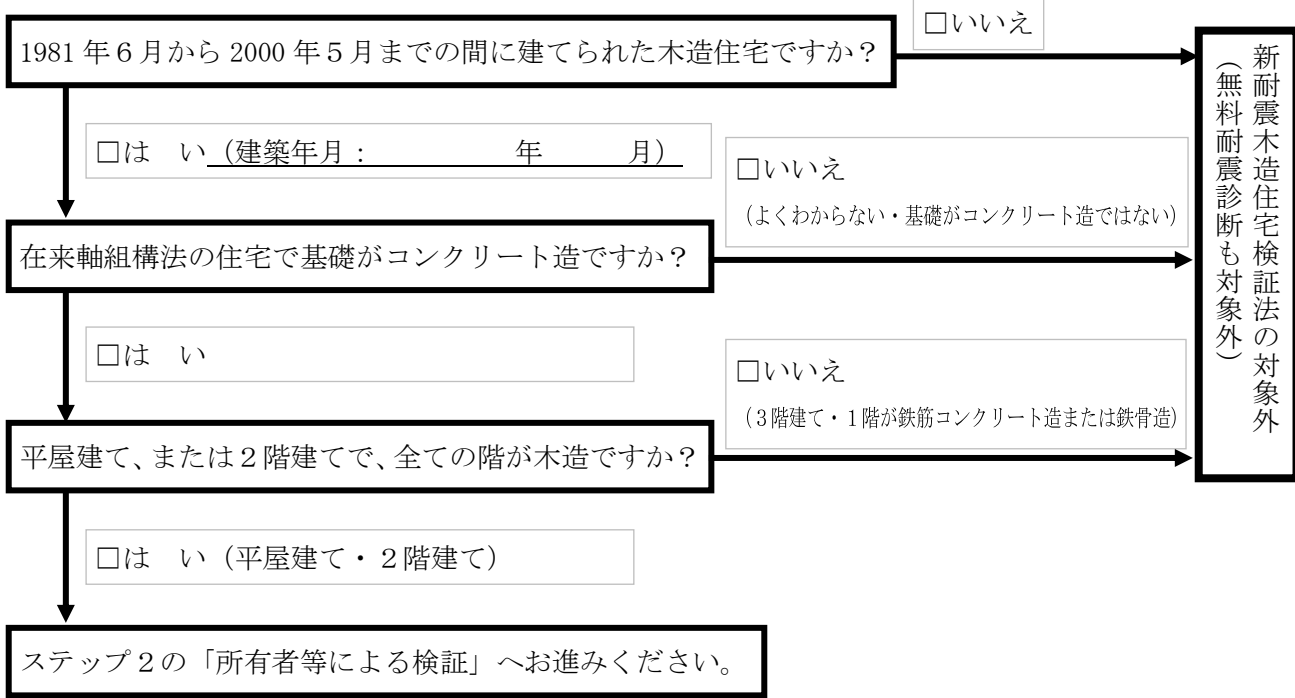 □いいえ
1981年６月から2000年５月までの間に建てられた木造住宅ですか？
□は　い（建築年月：　　　　　年　　　月）
□いいえ
（よくわからない・基礎がコンクリート造ではない）
在来軸組構法の住宅で基礎がコンクリート造ですか？
□は　い
□いいえ
（３階建て・１階が鉄筋コンクリート造または鉄骨造）
平屋建て、または２階建てで、全ての階が木造ですか？
□は　い（平屋建て・２階建て）
ステップ２の「所有者等による検証」へお進みください。
新耐震木造住宅検証法の対象外
（無料耐震診断も対象外）